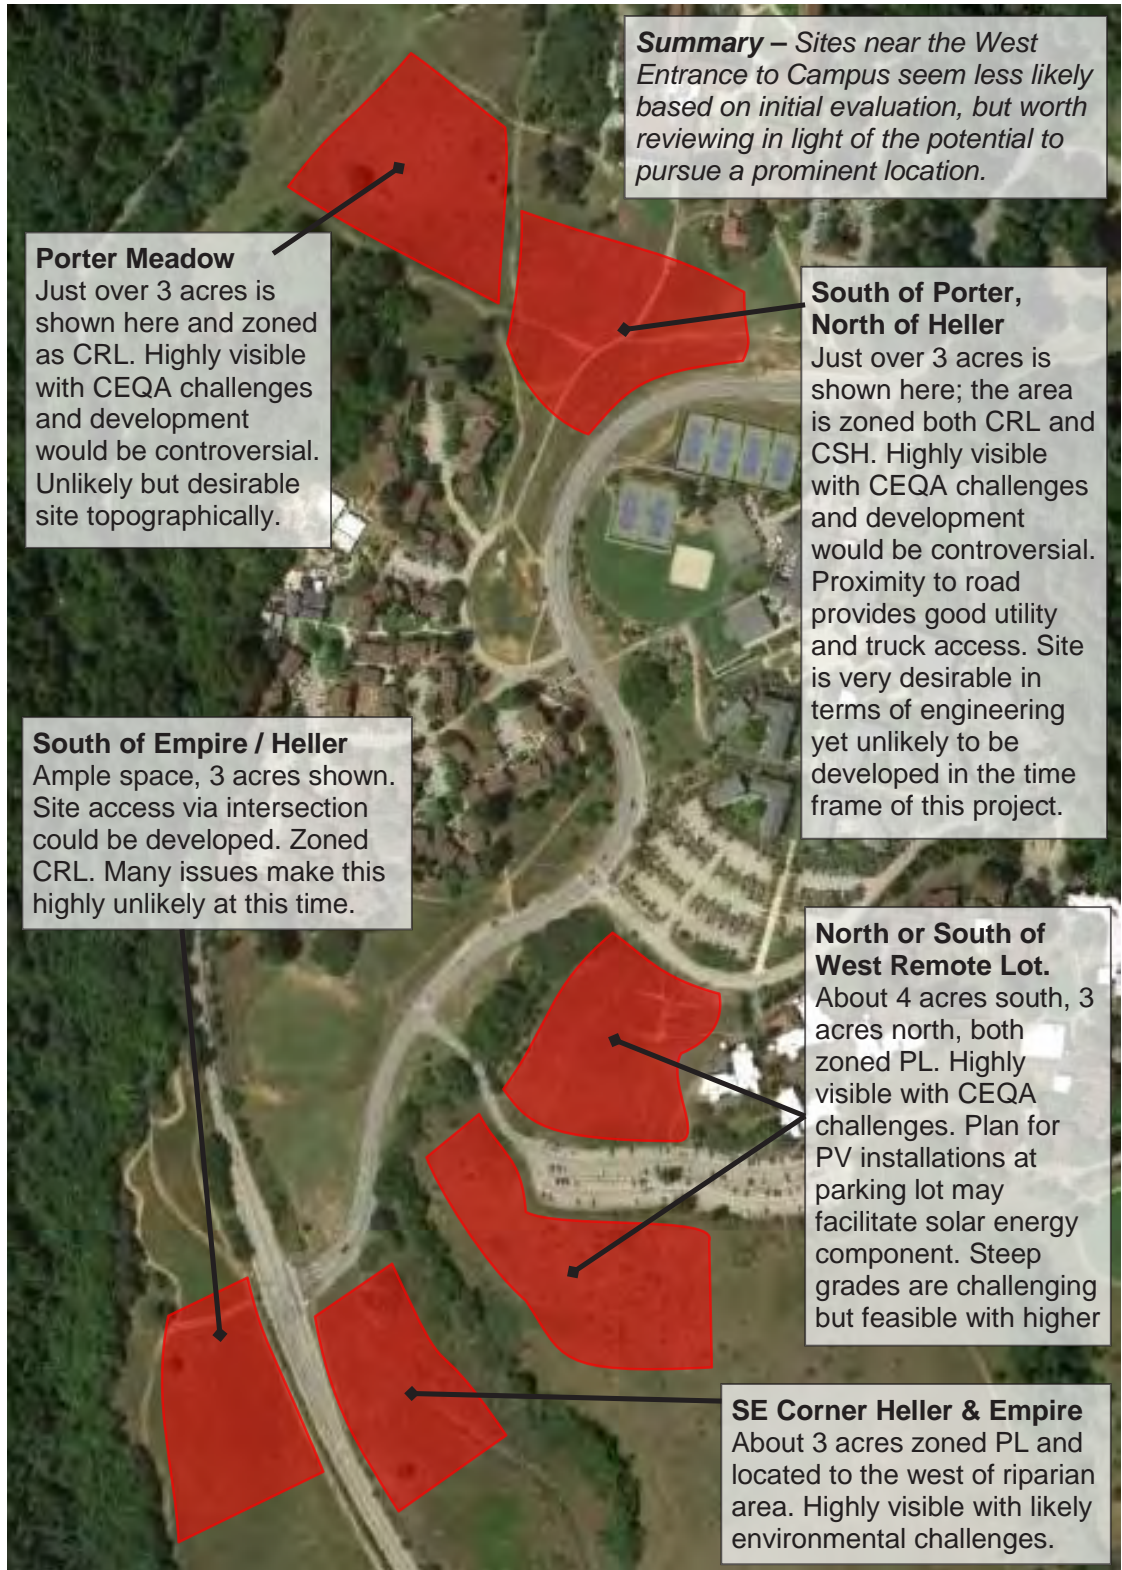 Summary – Sites near the West
Entrance to Campus seem less likely
based on initial evaluation, but worth
reviewing in light of the potential to
pursue a prominent location.
Porter Meadow
Just over 3 acres is
shown here and zoned
as CRL. Highly visible
with CEQA challenges
and development
would be controversial.
Unlikely but desirable
site topographically.
South of Porter,
North of Heller
Just over 3 acres is
shown here; the area
is zoned both CRL and
CSH. Highly visible
with CEQA challenges
and development
would be controversial.
Proximity to road
provides good utility
and truck access. Site
is very desirable in
terms of engineering
yet unlikely to be
developed in the time
frame of this project.
South of Empire / Heller
Ample space, 3 acres shown.
Site access via intersection
could be developed. Zoned
CRL. Many issues make this
highly unlikely at this time.
North or South of
West Remote Lot.
About 4 acres south, 3
acres north, both
zoned PL. Highly
visible with CEQA
challenges. Plan for
PV installations at
parking lot may
facilitate solar energy
component. Steep
grades are challenging
but feasible with higher
SE Corner Heller & Empire
About 3 acres zoned PL and
located to the west of riparian
area. Highly visible with likely
environmental challenges.